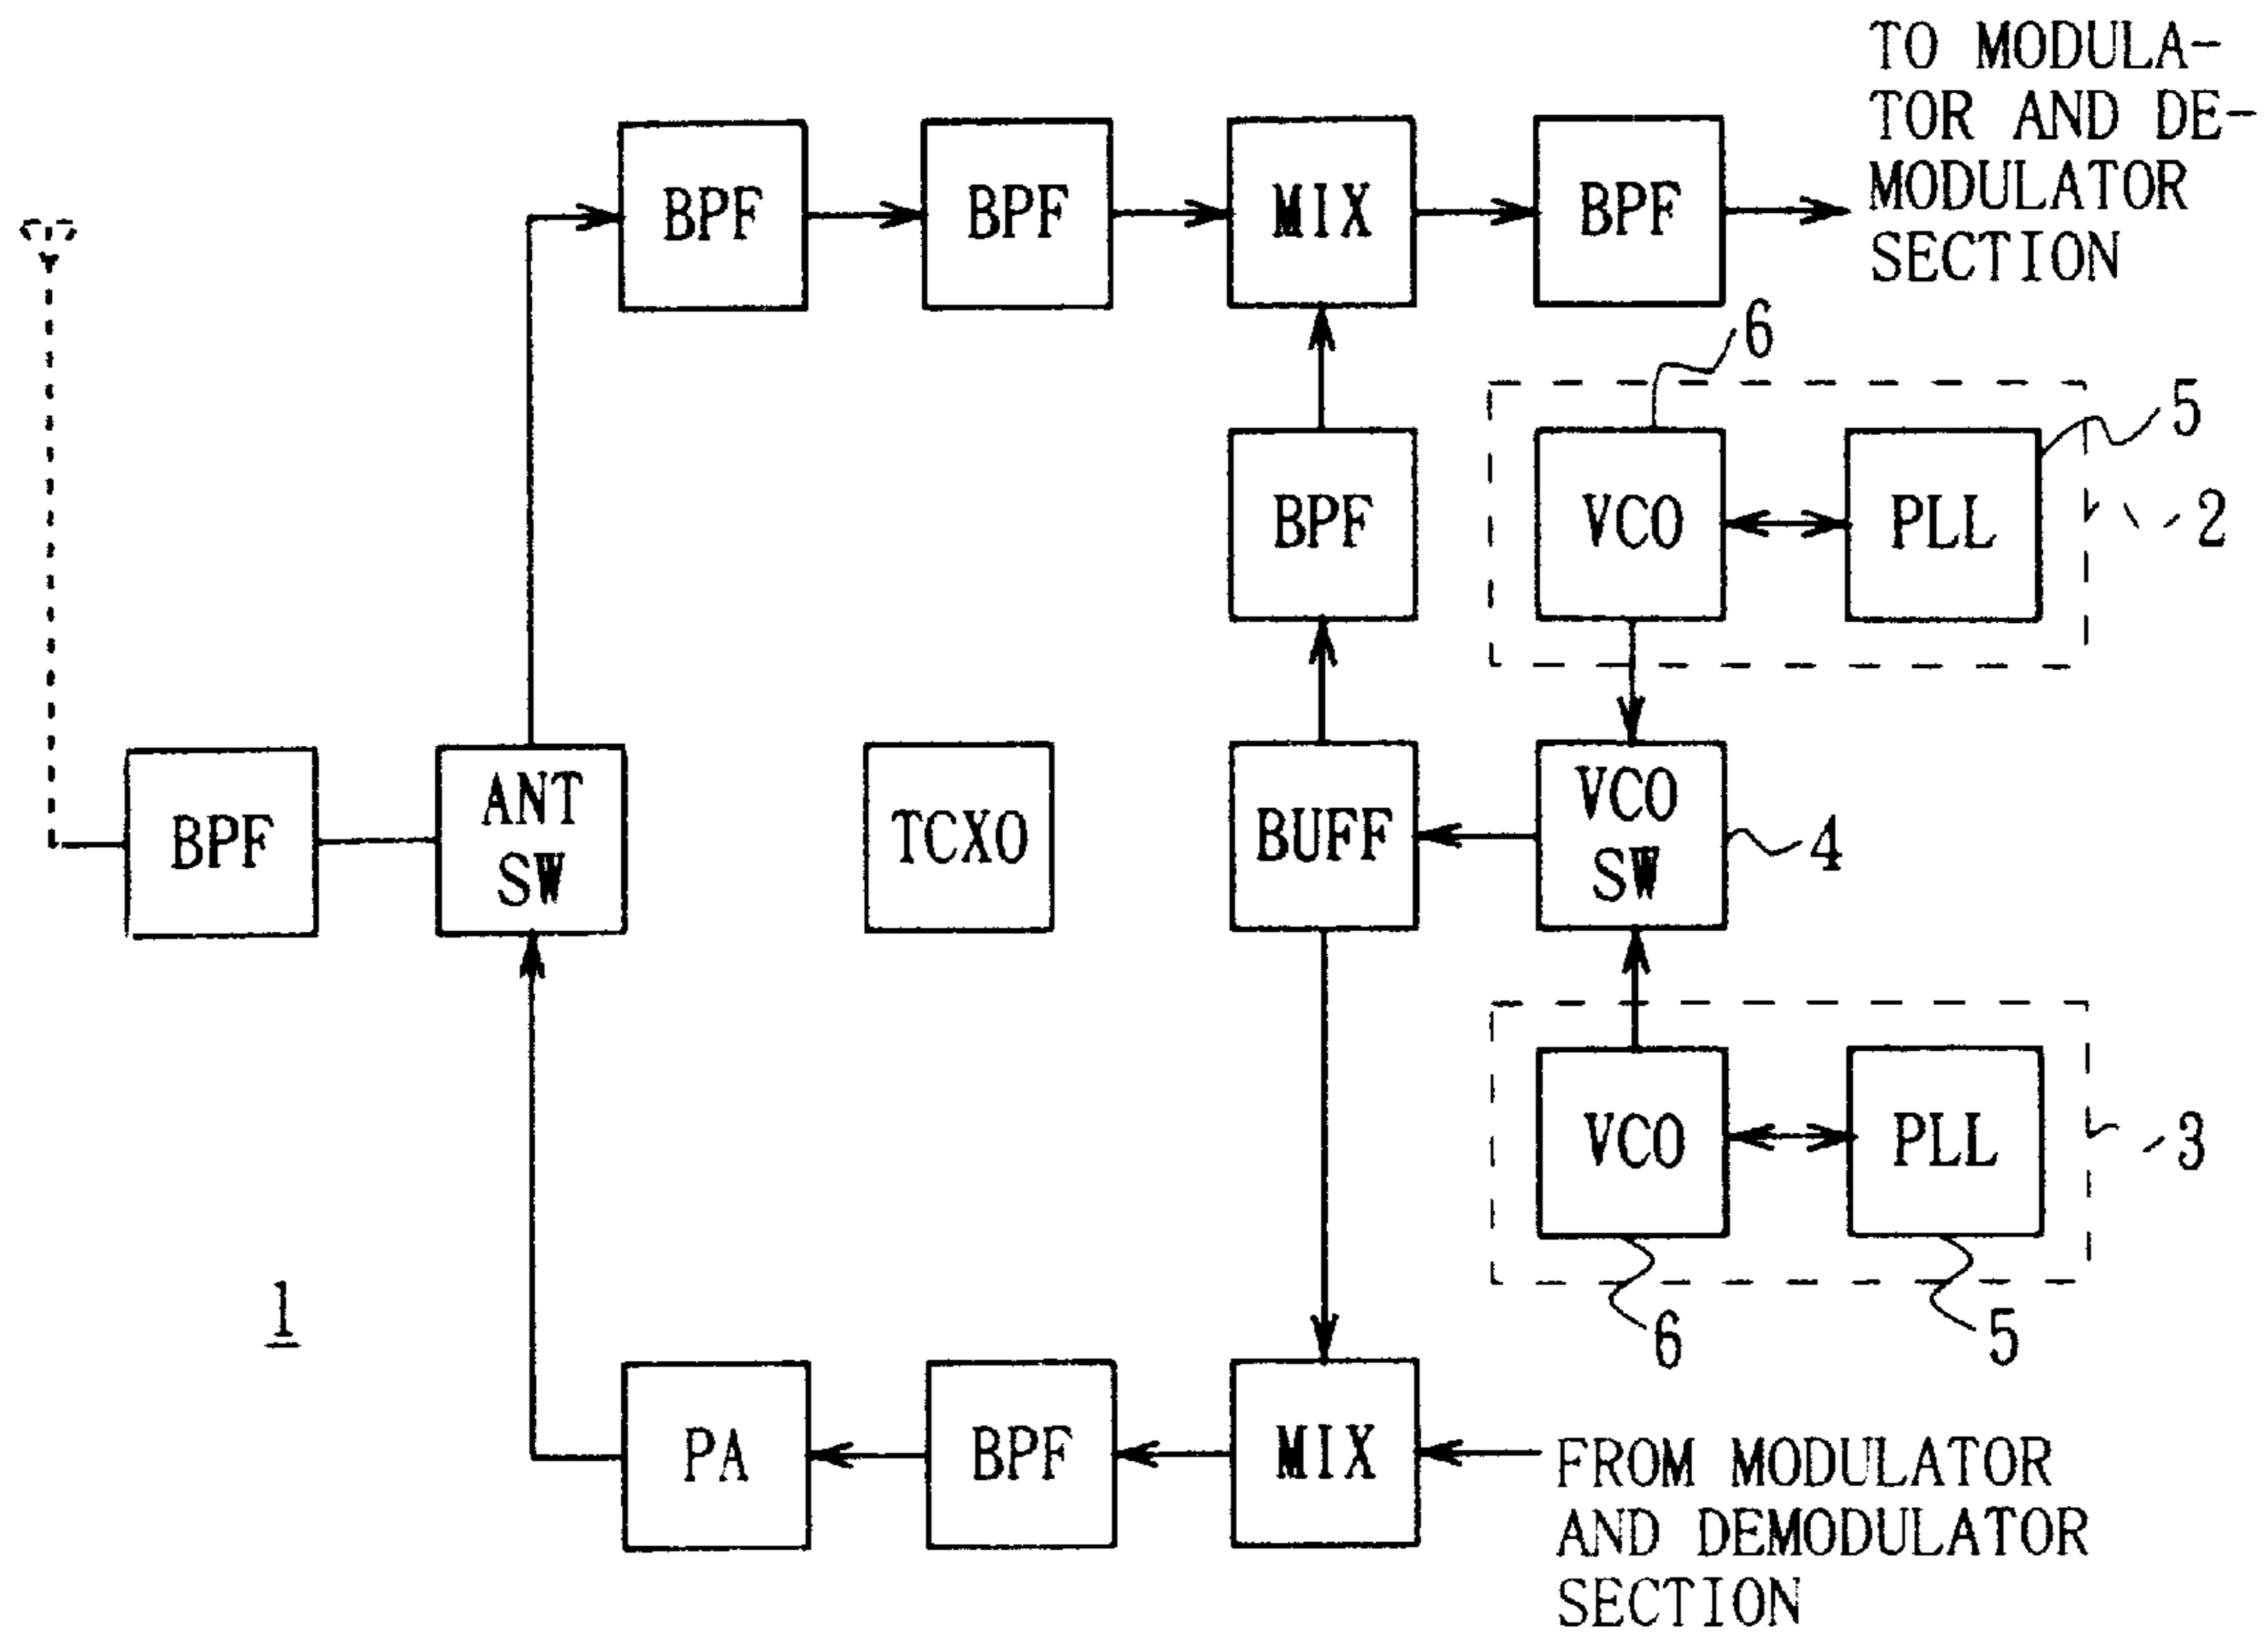 TO MODULA-
TOR AND DE-
MODULATOR
SECTION
BPF
BPF
MIX
BPF
6
5
BPF
VCO
PLL
2
BPF
ANT
SW
TCXO
BUFF
VCO
SW
4
VCO
PLL
3
1
6
5
PA
BPF
MIX
FROM MODULATOR
AND DEMODULATOR
SECTION